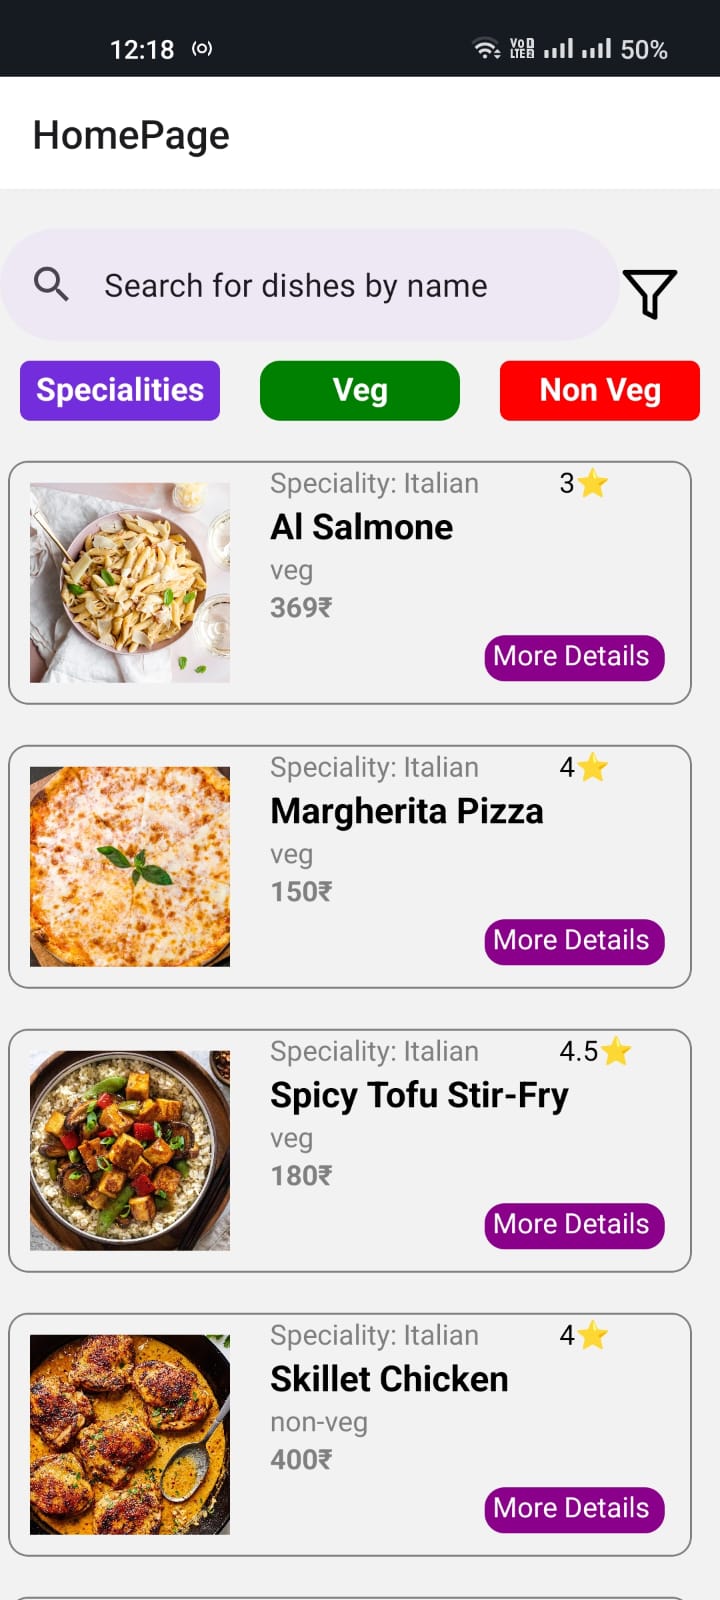 12:18
VoD LTE2 50%
HomePage
Search for dishes by name
Specialities Veg Non Veg
Speciality: Italian 3⭐
Al Salmone
veg
369₹
More Details
Speciality: Italian 4⭐
Margherita Pizza
veg
150₹
More Details
Speciality: Italian 4.5⭐
Spicy Tofu Stir-Fry
veg
180₹
More Details
Speciality: Italian 4⭐
Skillet Chicken
non-veg
400₹
More Details